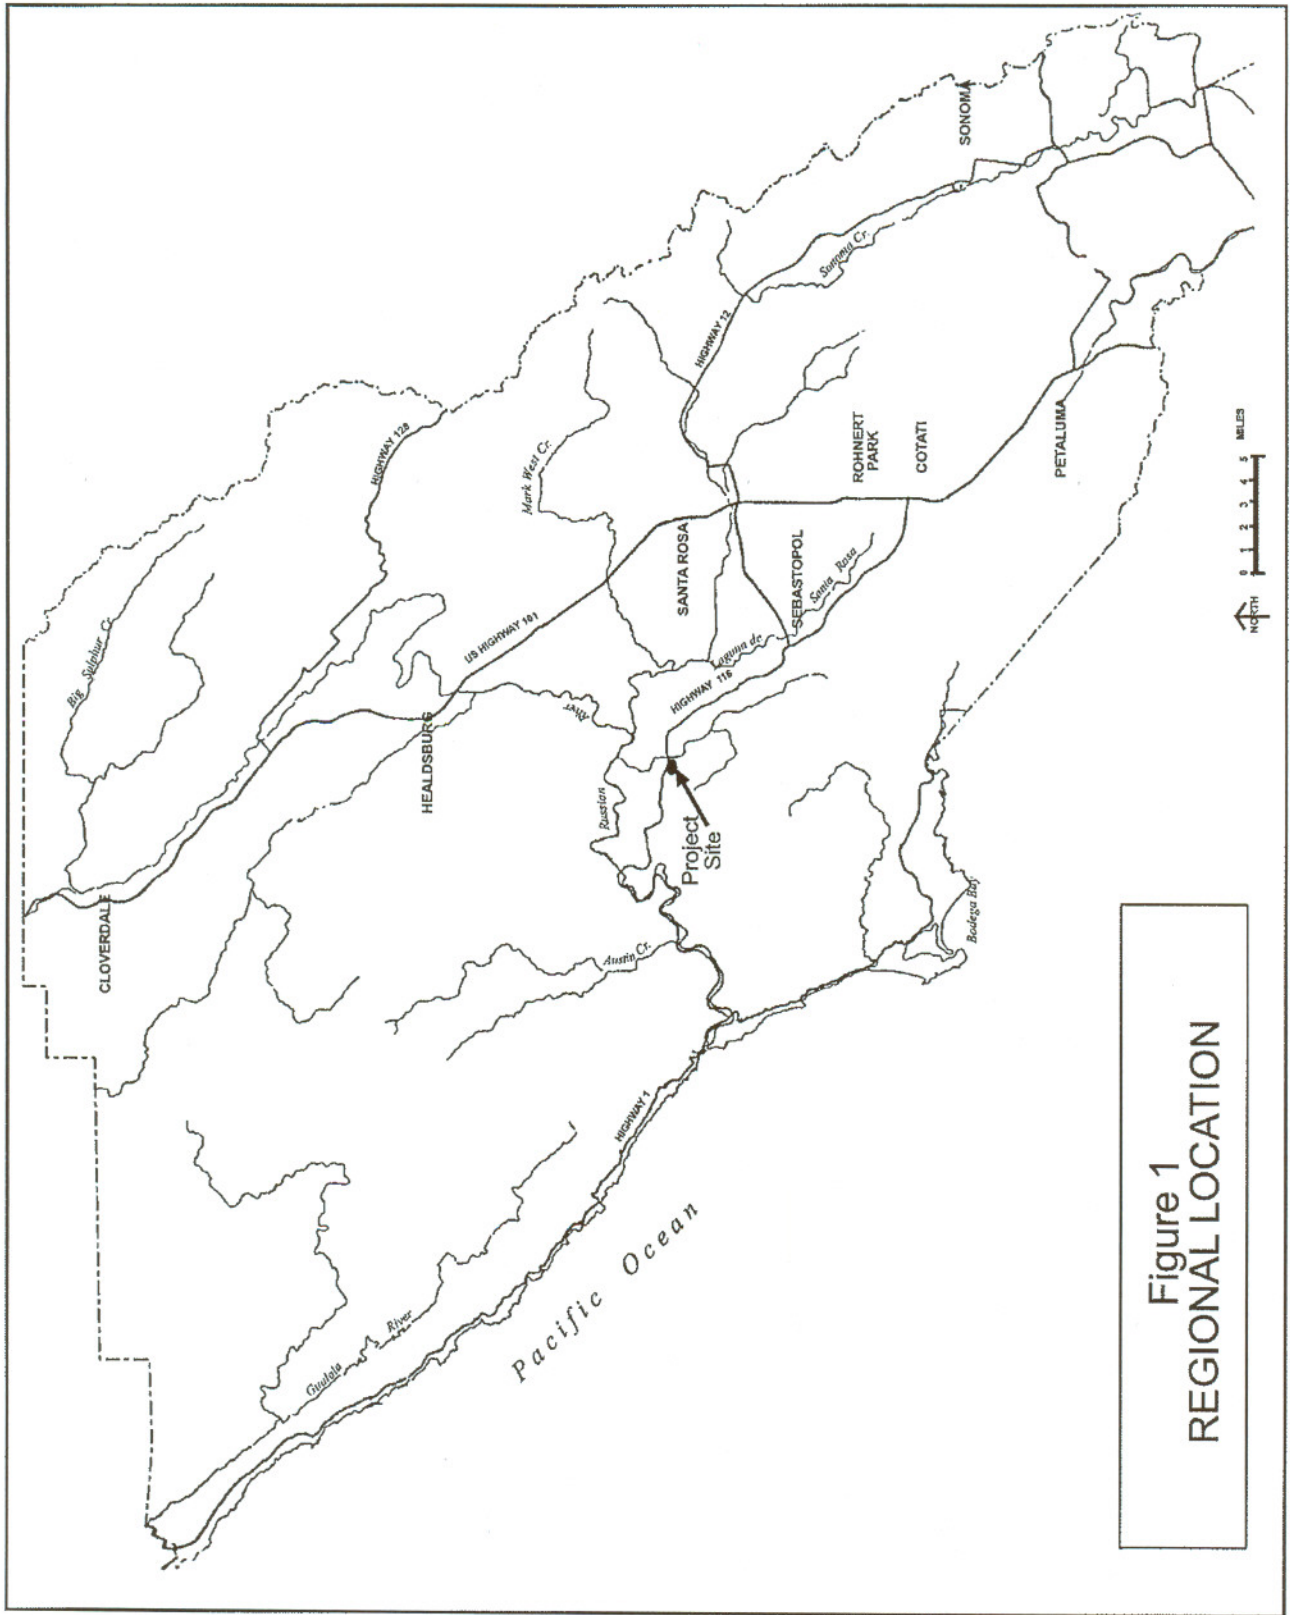 CLOVERDALE
Big Sulphur Cr.
HIGHWAY 128
HEALDSBURG
US HIGHWAY 101
Mark West Cr.
Gualala River
Austin Cr.
Russian
River
SANTA ROSA
HIGHWAY 12
SONOMA
Sonoma Cr.
HIGHWAY 1
Project
Site
HIGHWAY 116
Laguna de Santa Rosa
SEBASTOPOL
ROHNERT
PARK
COTATI
PETALUMA
Bodega Bay
Pacific Ocean
Figure 1
REGIONAL LOCATION
NORTH
0 1 2 3 4 5 MILES